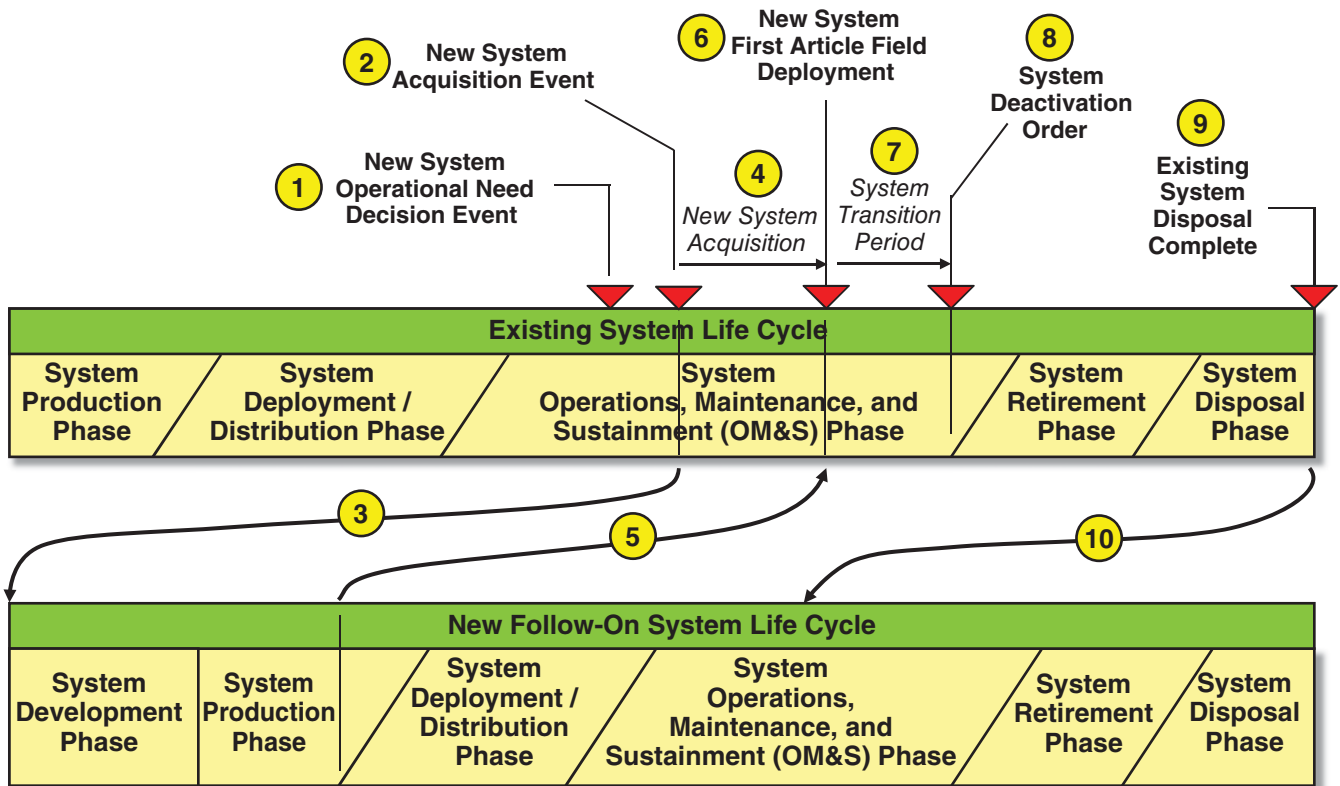 6
New System
First Article Field
Deployment
2
New System
Acquisition Event
8
System
Deactivation
Order
1
New System
Operational Need
Decision Event
4
New System
Acquisition
7
System
Transition
Period
9
Existing
System
Disposal
Complete
Existing System Life Cycle
System
Production
Phase
System
Deployment /
Distribution Phase
System
Operations, Maintenance, and
Sustainment (OM&S) Phase
System
Retirement
Phase
System
Disposal
Phase
3
5
10
New Follow-On System Life Cycle
System
Development
Phase
System
Production
Phase
System
Deployment /
Distribution
Phase
System
Operations,
Maintenance, and
Sustainment (OM&S) Phase
System
Retirement
Phase
System
Disposal
Phase